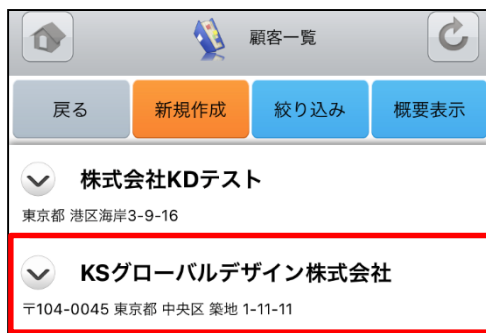 顧客一覧
戻る 新規作成 絞り込み 概要表示
株式会社KDテスト
東京都 港区海岸3-9-16
KSグローバルデザイン株式会社
〒104-0045 東京都 中央区 築地 1-11-11